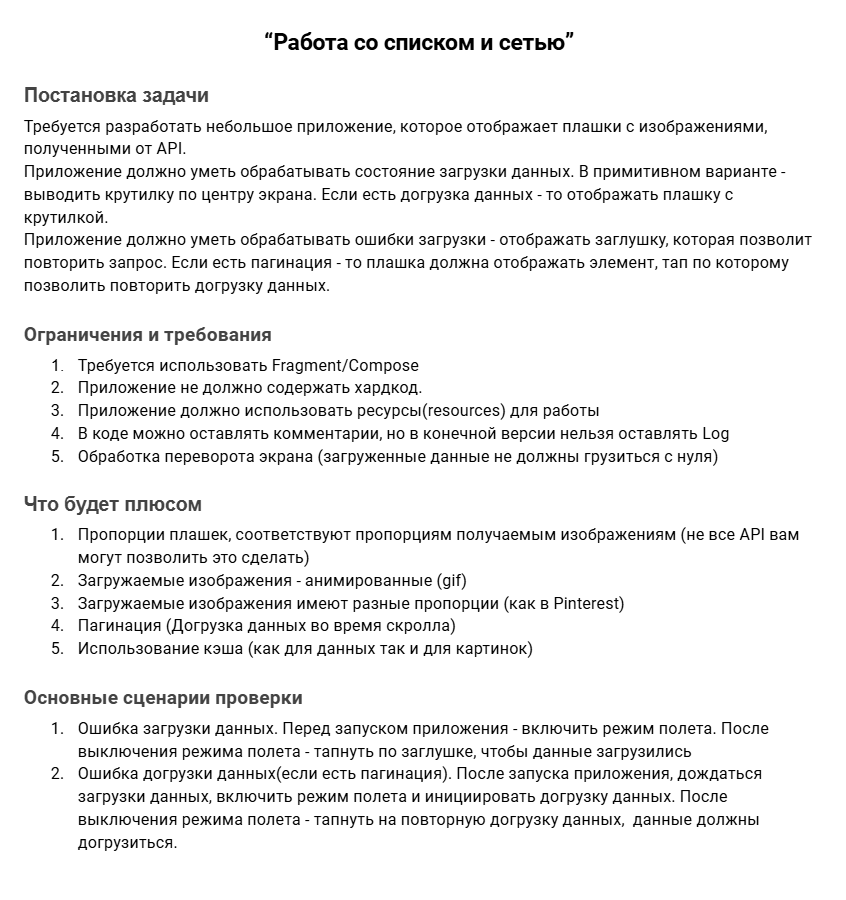 “Работа со списком и сетью”
Постановка задачи
Требуется разработать небольшое приложение, которое отображает плашки с изображениями,
полученными от API.
Приложение должно уметь обрабатывать состояние загрузки данных. В примитивном варианте -
выводить крутилку по центру экрана. Если есть догрузка данных - то отображать плашку с
крутилкой.
Приложение должно уметь обрабатывать ошибки загрузки - отображать заглушку, которая позволит
повторить запрос. Если есть пагинация - то плашка должна отображать элемент, тап по которому
позволить повторить догрузку данных.
Ограничения и требования
1. Требуется использовать Fragment/Compose
2. Приложение не должно содержать хардкод.
3. Приложение должно использовать ресурсы(resources) для работы
4. В коде можно оставлять комментарии, но в конечной версии нельзя оставлять Log
5. Обработка переворота экрана (загруженные данные не должны грузиться с нуля)
Что будет плюсом
1. Пропорции плашек, соответствуют пропорциям получаемым изображениям (не все API вам
могут позволить это сделать)
2. Загружаемые изображения - анимированные (gif)
3. Загружаемые изображения имеют разные пропорции (как в Pinterest)
4. Пагинация (Догрузка данных во время скролла)
5. Использование кэша (как для данных так и для картинок)
Основные сценарии проверки
1. Ошибка загрузки данных. Перед запуском приложения - включить режим полета. После
выключения режима полета - тапнуть по заглушке, чтобы данные загрузились
2. Ошибка догрузки данных(если есть пагинация). После запуска приложения, дождаться
загрузки данных, включить режим полета и инициировать догрузку данных. После
выключения режима полета - тапнуть на повторную догрузку данных,  данные должны
догрузиться.